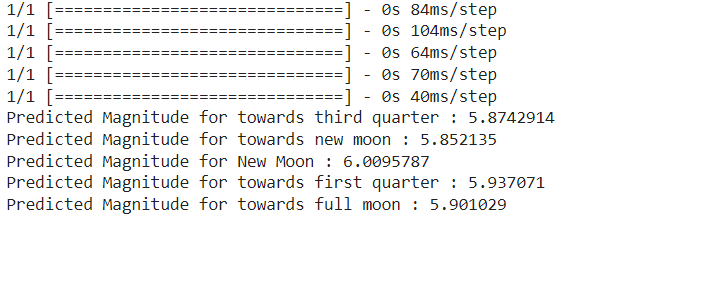 1/1 [==============================] - 0s 84ms/step
1/1 [==============================] - 0s 104ms/step
1/1 [==============================] - 0s 64ms/step
1/1 [==============================] - 0s 70ms/step
1/1 [==============================] - 0s 40ms/step
Predicted Magnitude for towards third quarter : 5.8742914
Predicted Magnitude for towards new moon : 5.852135
Predicted Magnitude for New Moon : 6.0095787
Predicted Magnitude for towards first quarter : 5.937071
Predicted Magnitude for towards full moon : 5.901029